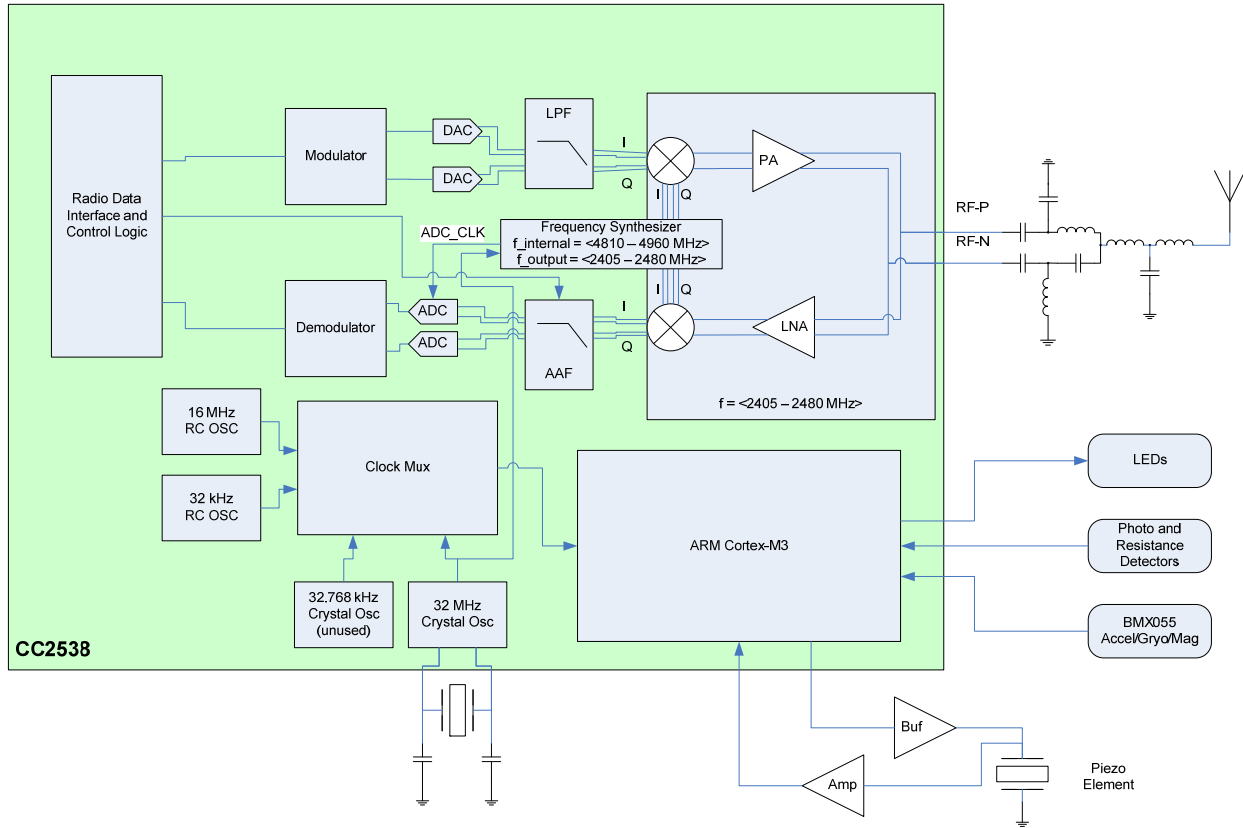 Radio Data
Interface and
Control Logic
Modulator
DAC
DAC
LPF
I
Q
PA
I
Q
RF-P
RF-N
ADC_CLK
Frequency Synthesizer
f_internal = <4810 – 4960 MHz>
f_output = <2405 – 2480 MHz>
I
Q
Demodulator
ADC
ADC
AAF
I
Q
LNA
f = <2405 – 2480 MHz>
16 MHz
RC OSC
32 kHz
RC OSC
Clock Mux
32.768 kHz
Crystal Osc
(unused)
32 MHz
Crystal Osc
ARM Cortex-M3
LEDs
Photo and
Resistance
Detectors
BMX055
Accel/Gryo/Mag
CC2538
Buf
Amp
Piezo
Element